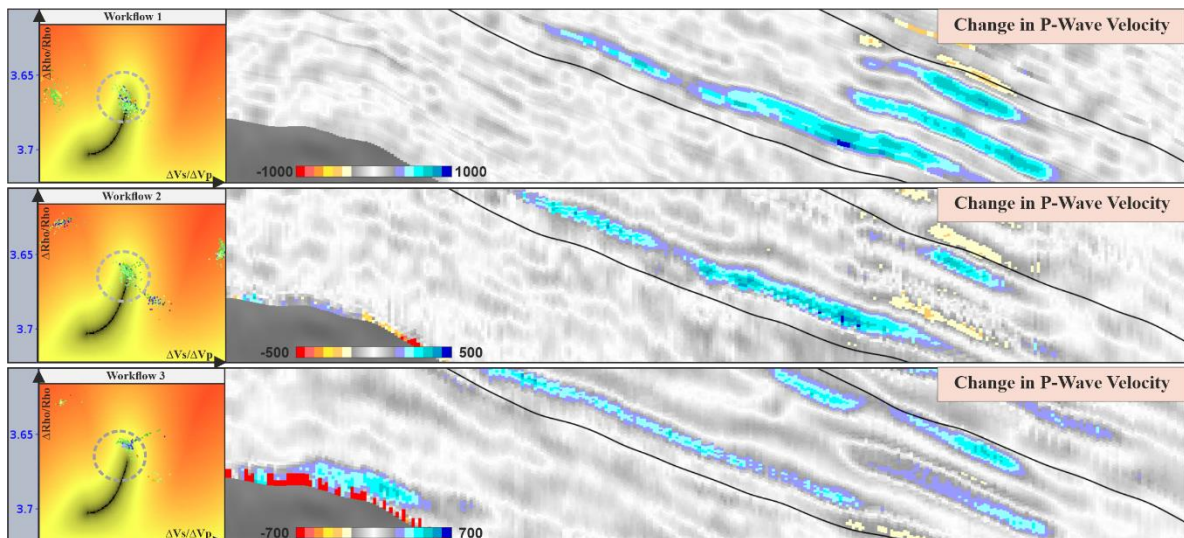 Workflow 1
Change in P-Wave Velocity
ΔRho/Rho
3.65
3.7
ΔVs/ΔVp
-1000 1000
Workflow 2
Change in P-Wave Velocity
ΔRho/Rho
3.65
3.7
ΔVs/ΔVp
-500 500
Workflow 3
Change in P-Wave Velocity
ΔRho/Rho
3.65
3.7
ΔVs/ΔVp
-700 700